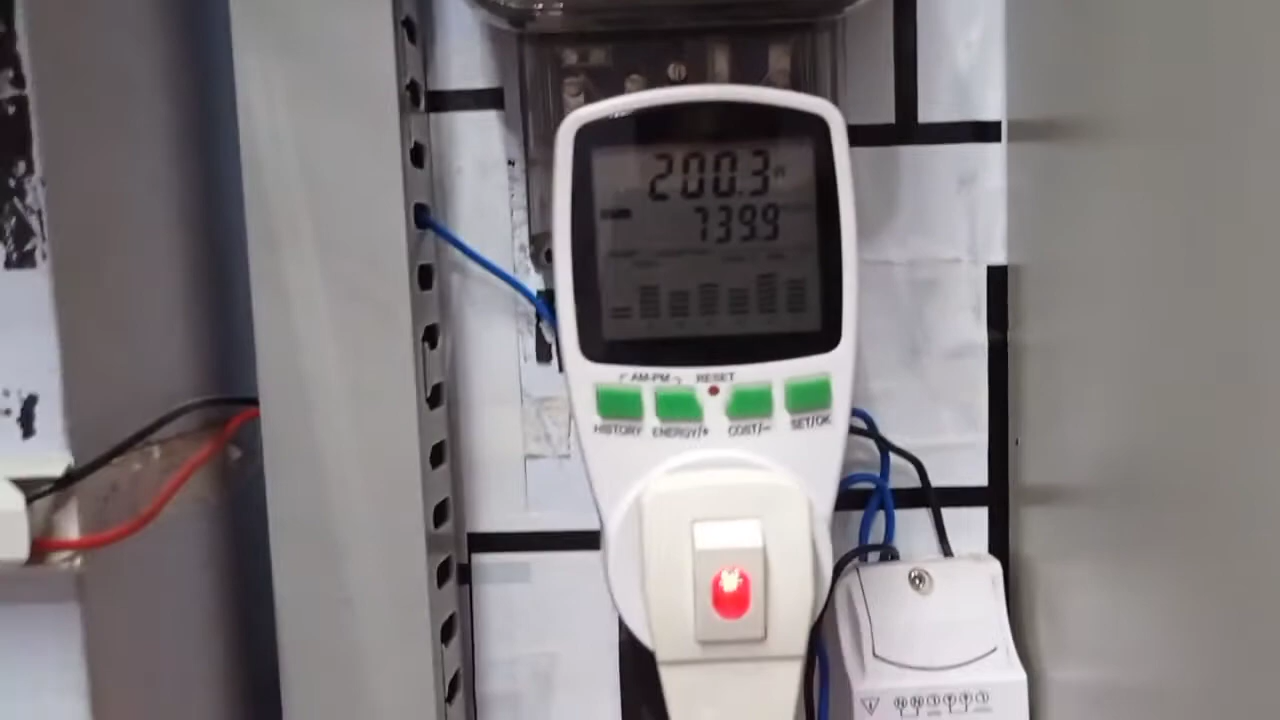 200.3
739.9
AM-PM RESET
HISTORY ENERGY/+ COST/- SET/OK